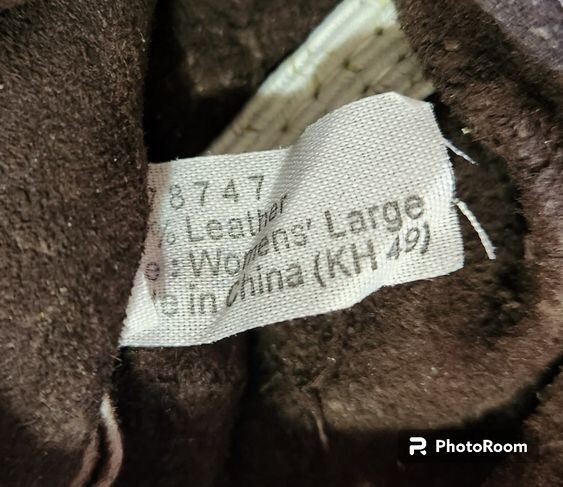 8747
% Leather
e: Womens' Large
e in China (KH 49)
PhotoRoom